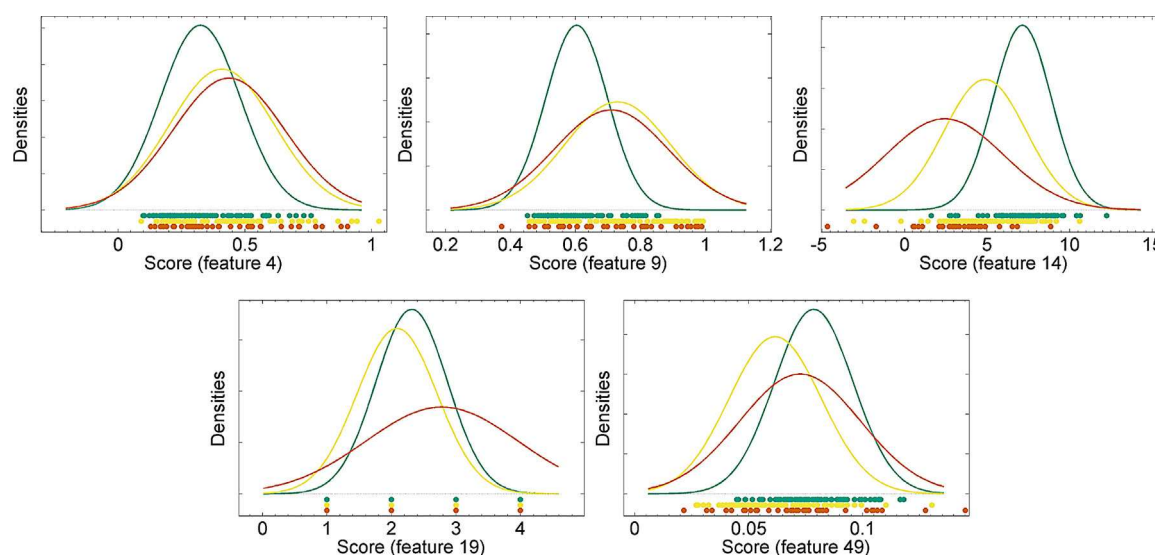 Densities
0 0.5 1
Score (feature 4)
Densities
0.2 0.4 0.6 0.8 1 1.2
Score (feature 9)
Densities
-5 0 5 10 15
Score (feature 14)
Densities
0 1 2 3 4
Score (feature 19)
Densities
0 0.05 0.1
Score (feature 49)